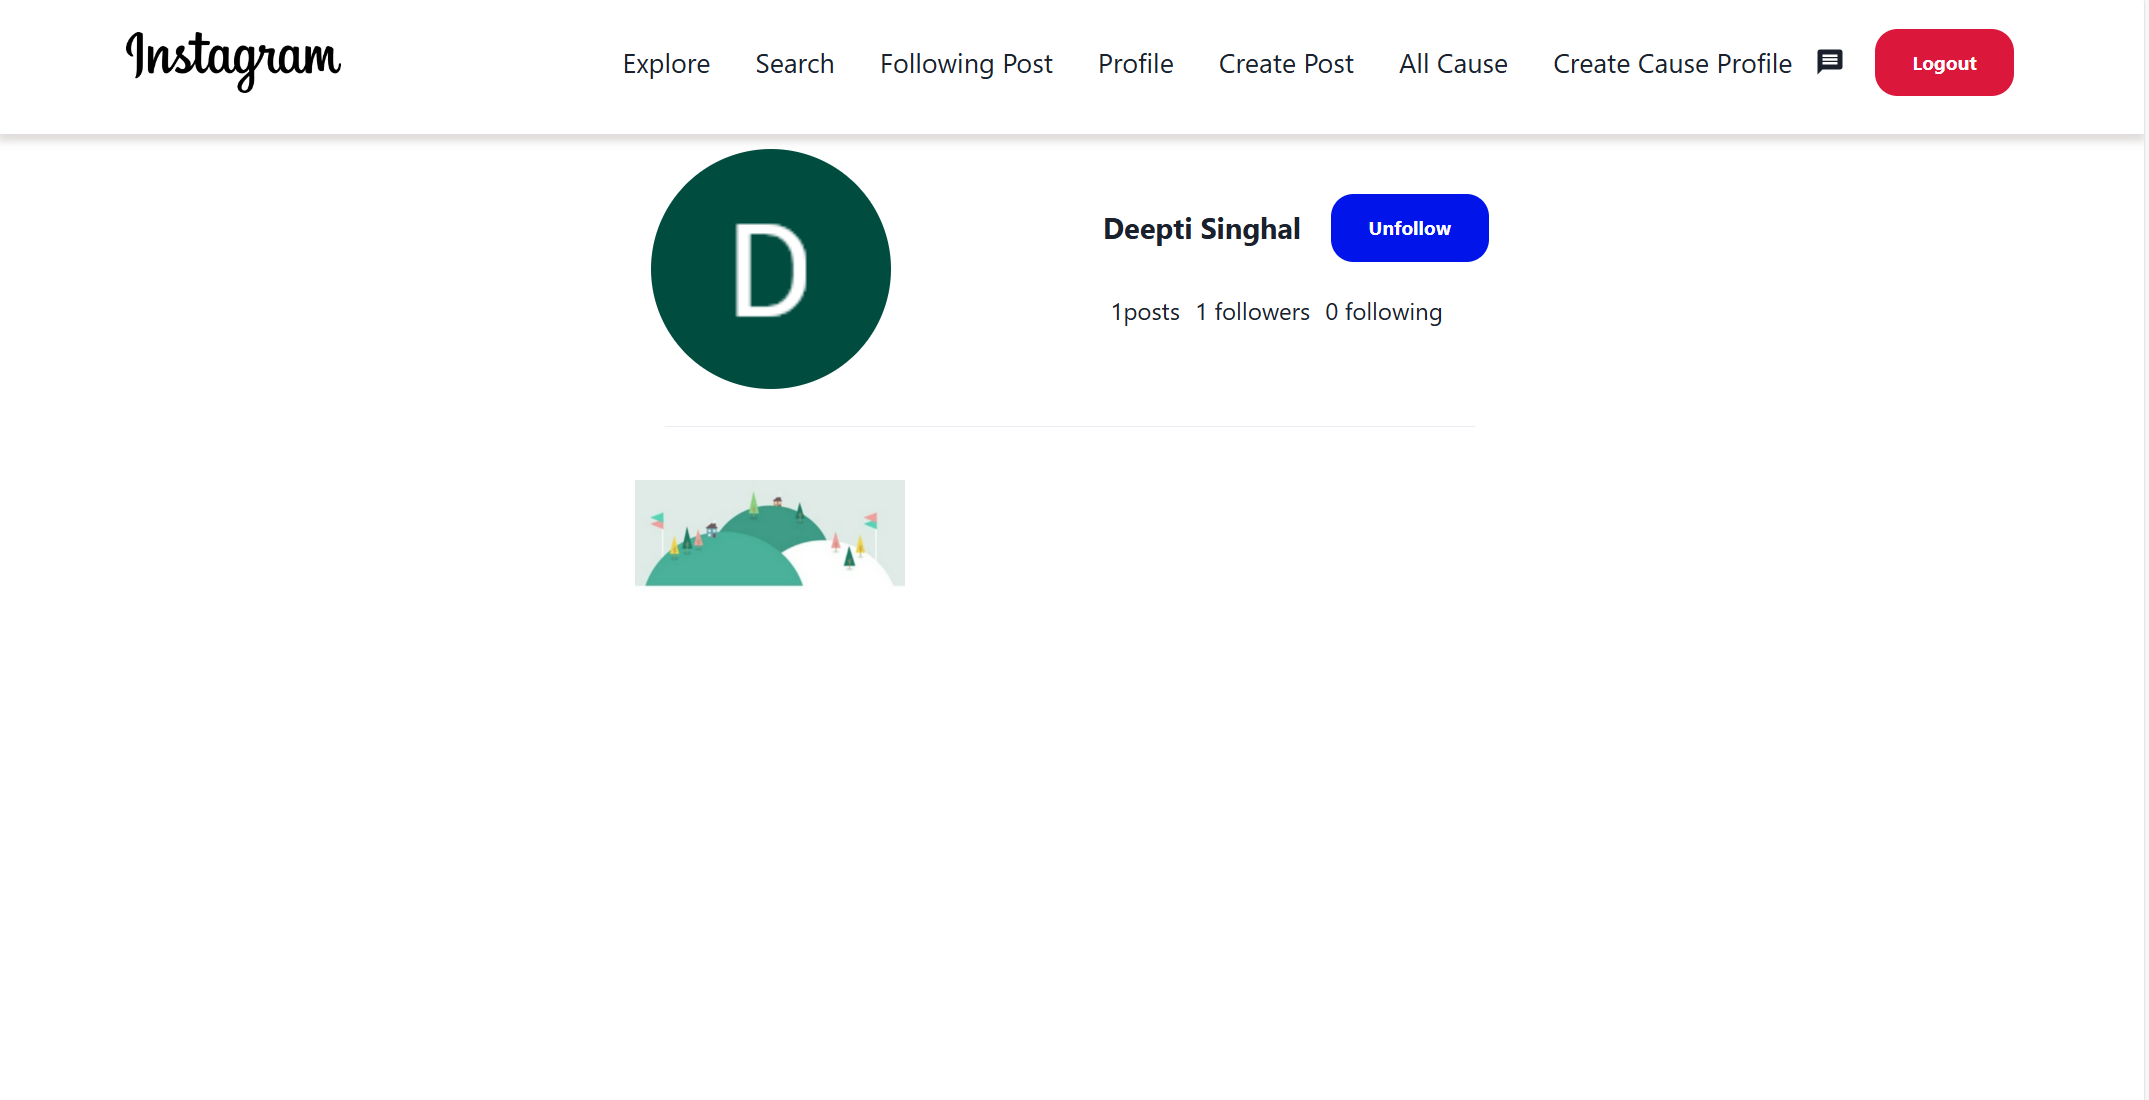 Instagram Explore Search Following Post Profile Create Post All Cause Create Cause Profile Logout
D
Deepti Singhal Unfollow
1posts 1 followers 0 following